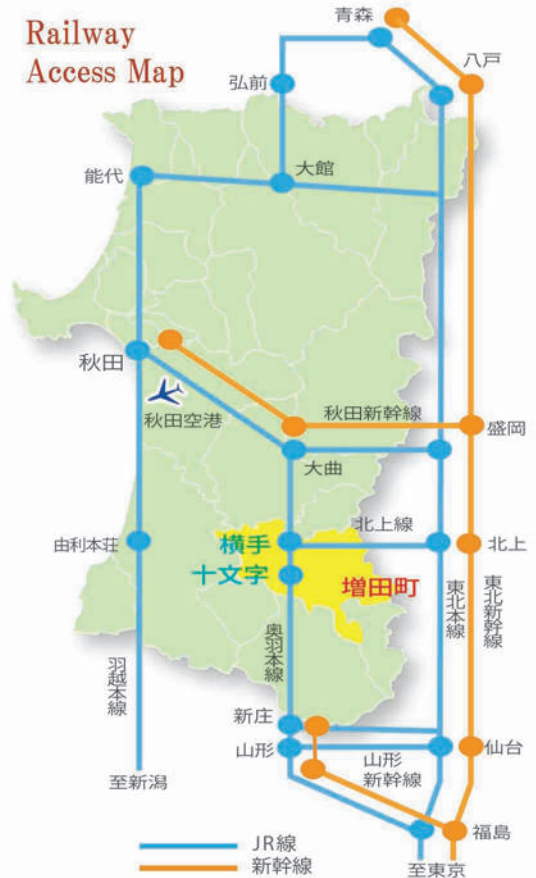 Railway
Access Map
青森
八戸
弘前
大館
能代
秋田
秋田空港
秋田新幹線
盛岡
大曲
北上線
由利本荘
横手
北上
十文字
増田町
東北本線
東北新幹線
奥羽本線
羽越本線
新庄
山形
山形
新幹線
仙台
至新潟
福島
JR線
新幹線
至東京